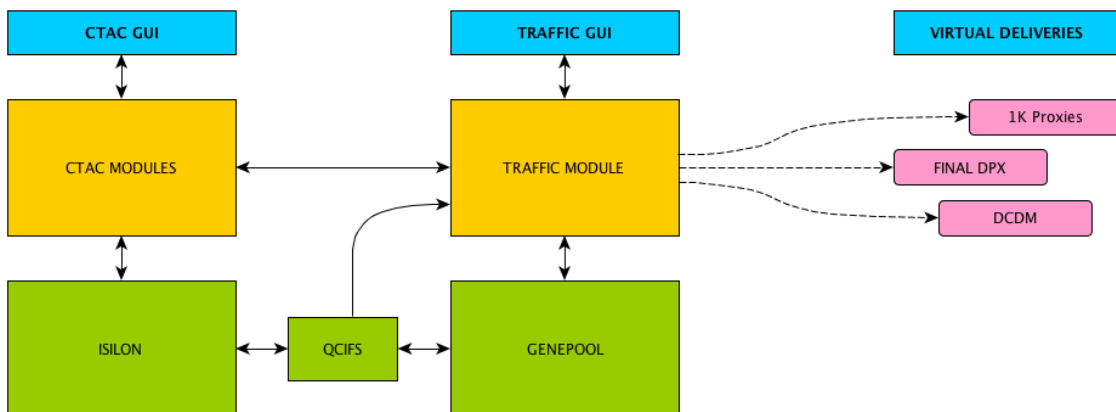 CTAC GUI
TRAFFIC GUI
VIRTUAL DELIVERIES
1K Proxies
CTAC MODULES
TRAFFIC MODULE
FINAL DPX
DCDM
ISILON
QCIFS
GENEPOOL